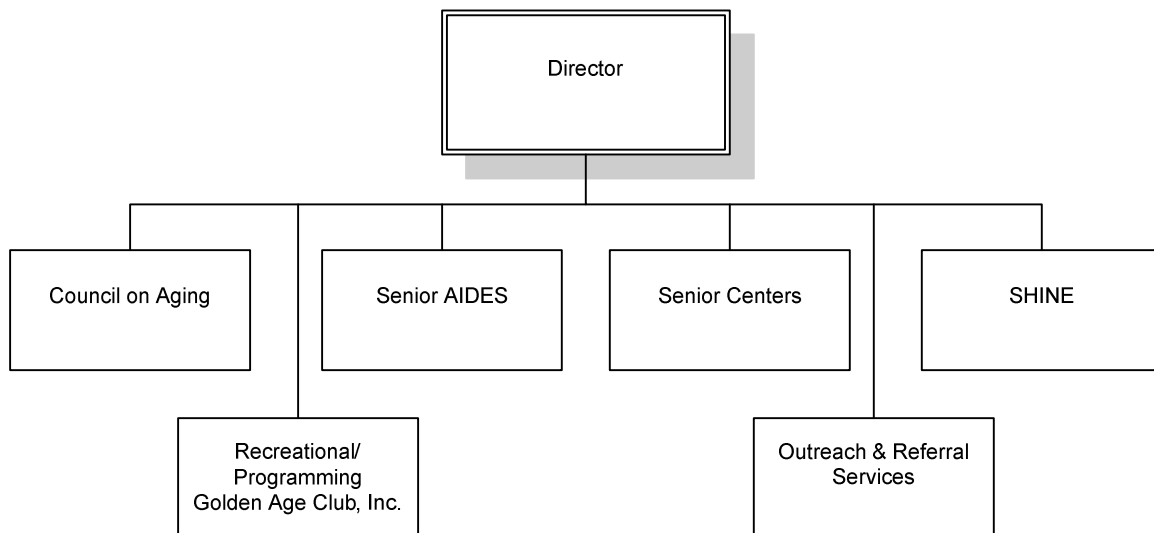 Director
Council on Aging
Senior AIDES
Senior Centers
SHINE
Recreational/
Programming
Golden Age Club, Inc.
Outreach & Referral
Services